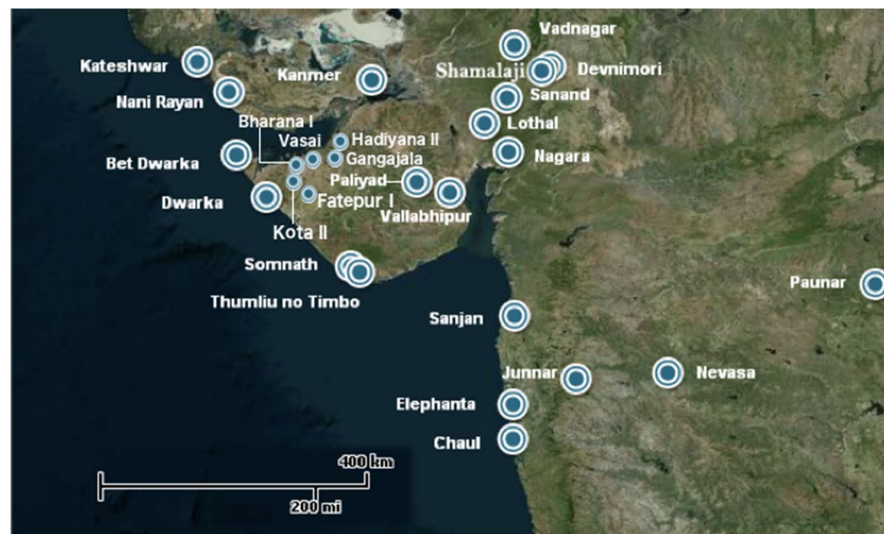 Vadnagar
Kateshwar
Kanmer
Shamalaji
Devnimori
Nani Rayan
Sanand
Bharana I
Lothal
Vasai
Hadiyana II
Bet Dwarka
Gangajala
Nagara
Paliyad
Dwarka
Fatepur I
Vallabhipur
Kota II
Somnath
Paunar
Thumliu no Timbo
Sanjan
Junnar
Nevasa
Elephanta
Chaul
400 km
200 mi